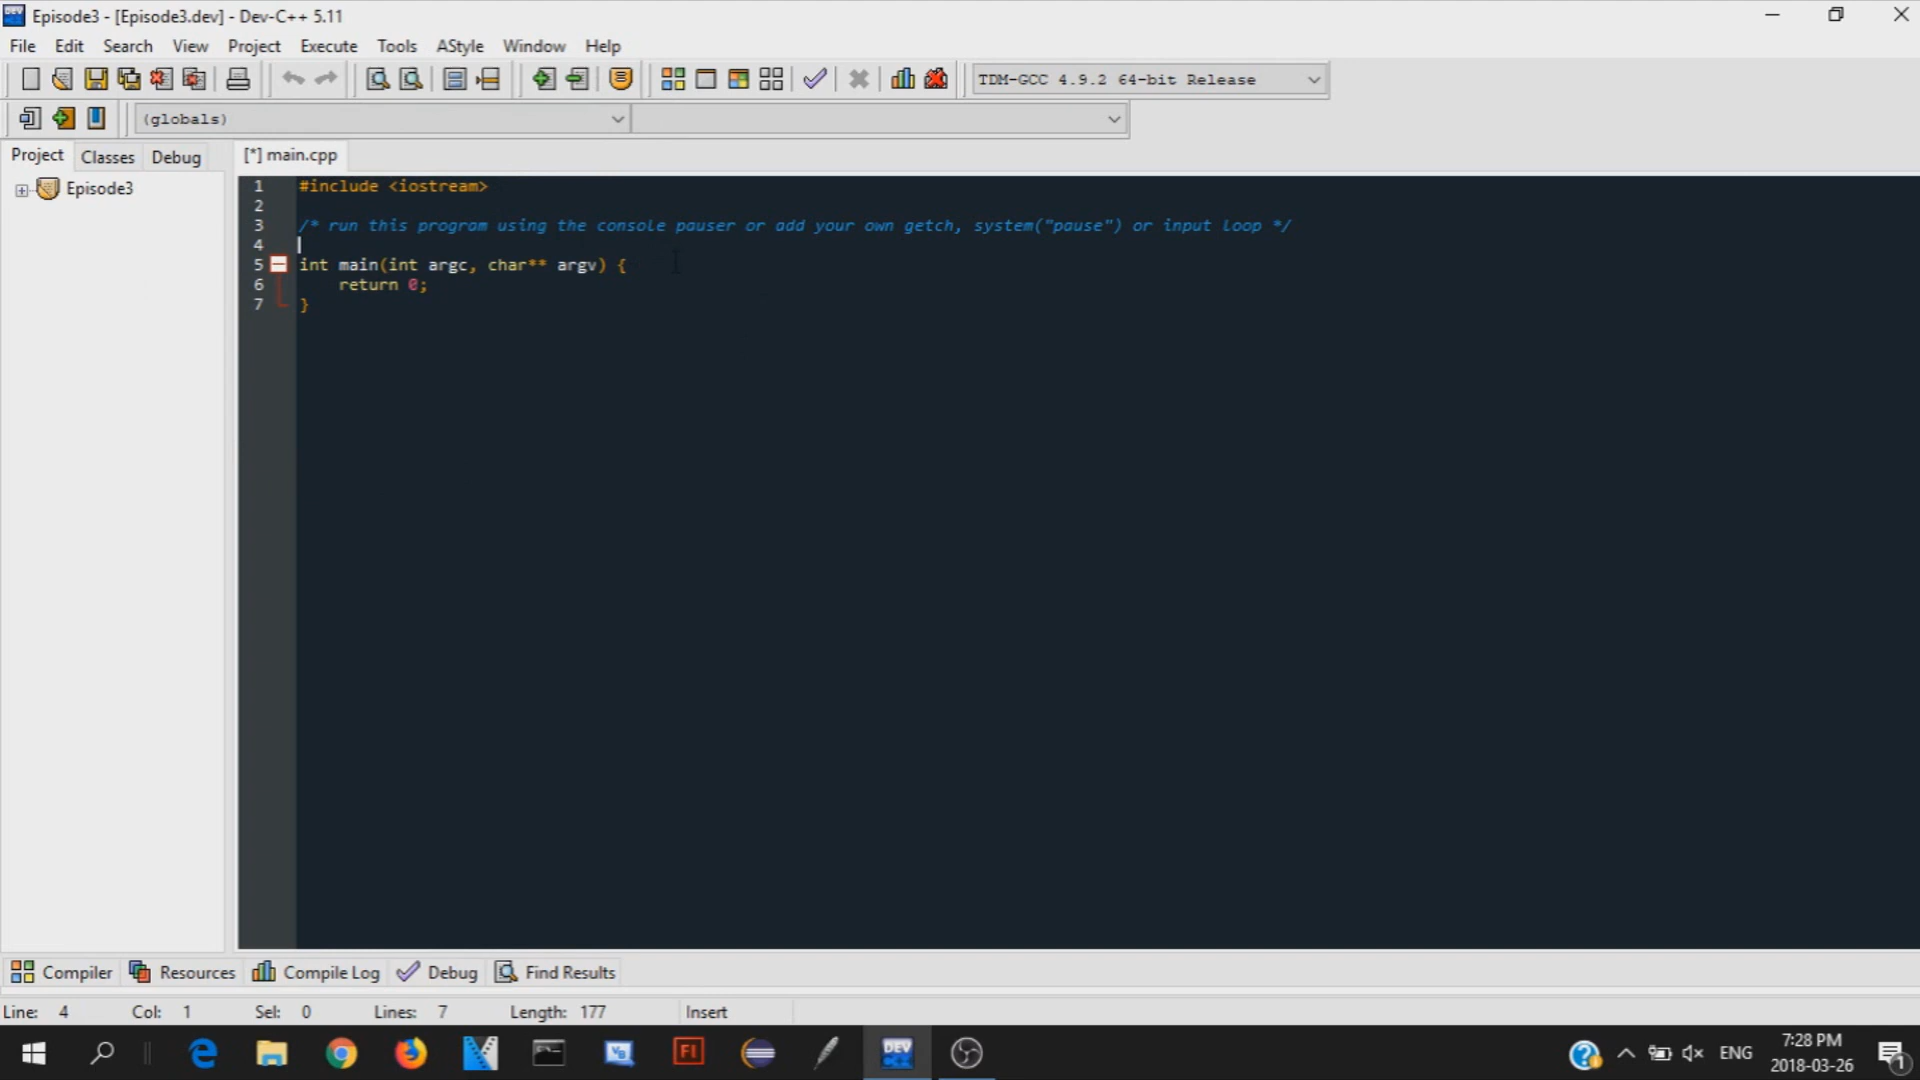 Episode3 - [Episode3.dev] - Dev-C++ 5.11
File Edit Search View Project Execute Tools AStyle Window Help
TDM-GCC 4.9.2 64-bit Release
(globals)
Project Classes Debug
[*] main.cpp
Episode3
1 #include <iostream>
2
3 /* run this program using the console pauser or add your own getch, system("pause") or input loop */
4
5 int main(int argc, char** argv) {
6 return 0;
7 }
Compiler Resources Compile Log Debug Find Results
Line: 4 Col: 1 Sel: 0 Lines: 7 Length: 177 Insert
DEV
ENG
7:28 PM
2018-03-26
1